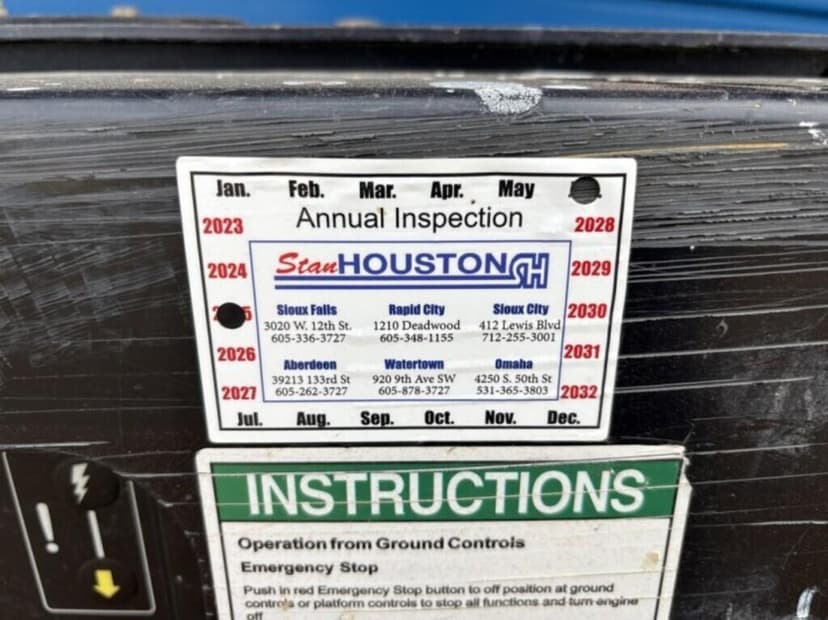 Jan. Feb. Mar. Apr. May
Annual Inspection
2023
2024
2026
2027
2028
2029
2030
2031
2032
Stan HOUSTON SH
Sioux Falls
3020 W. 12th St.
605-336-3727
Rapid City
1210 Deadwood
605-348-1155
Sioux City
412 Lewis Blvd
712-255-3001
Aberdeen
39213 133rd St
605-262-3727
Watertown
920 9th Ave SW
605-878-3727
Omaha
4250 S. 50th St
531-365-3803
Jul. Aug. Sep. Oct. Nov. Dec.
INSTRUCTIONS
Operation from Ground Controls
Emergency Stop
Push in red Emergency Stop button to off position at ground
controls or platform controls to stop all functions and turn engine
off